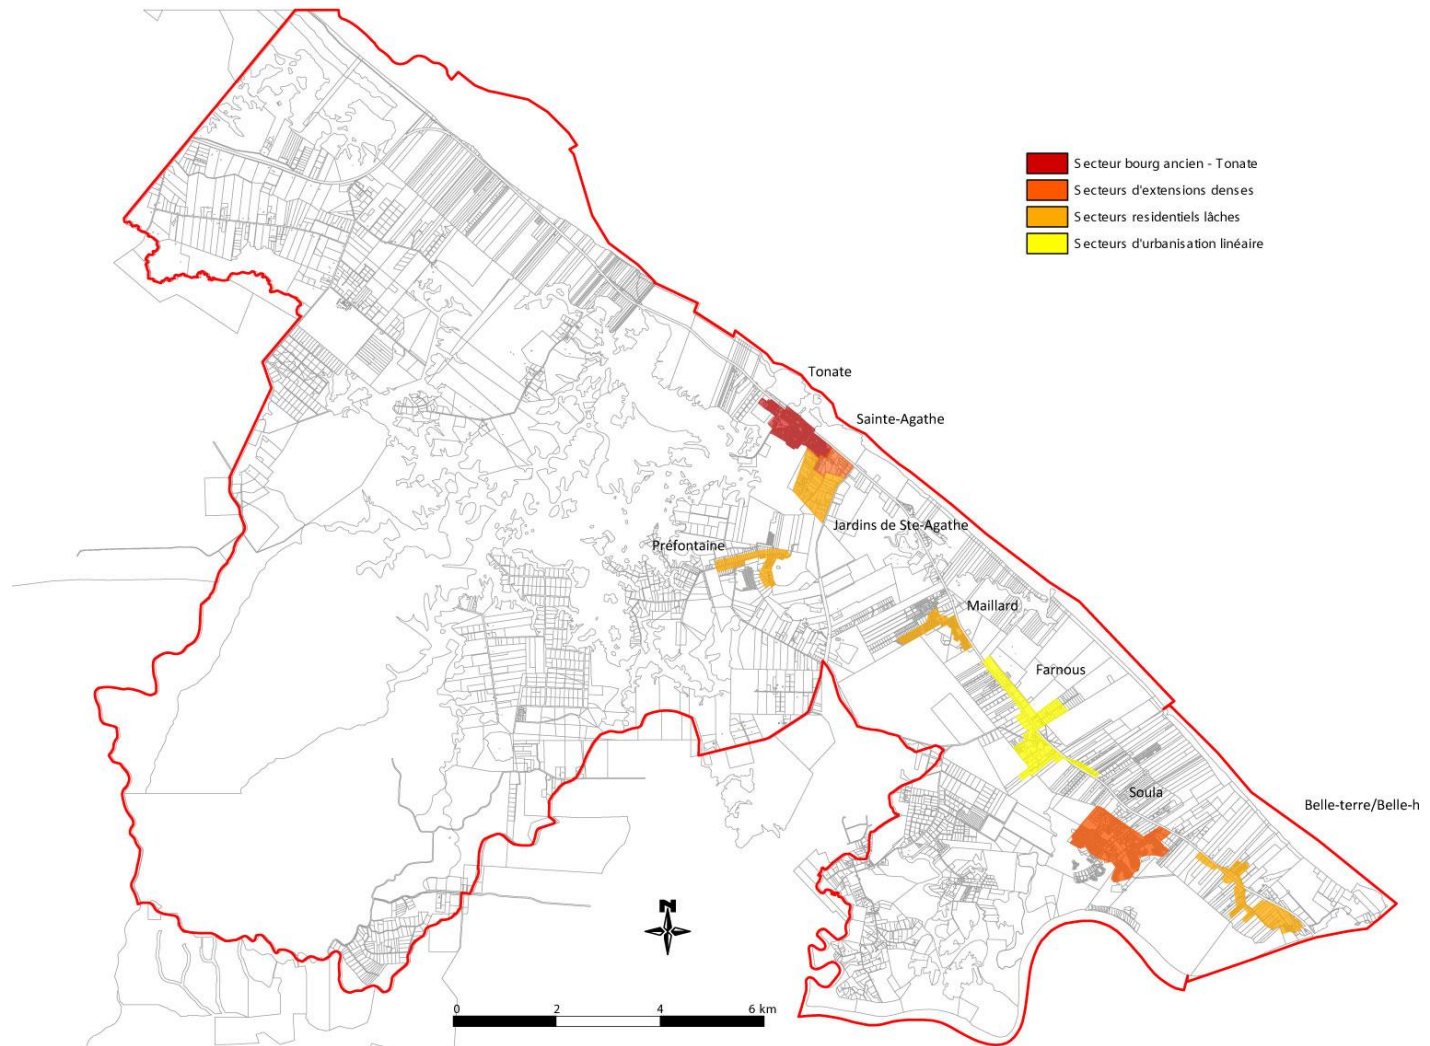 Secteur bourg ancien - Tonate
Secteurs d'extensions denses
Secteurs residentiels lâches
Secteurs d'urbanisation linéaire
Tonate
Sainte-Agathe
Jardins de Ste-Agathe
Préfontaine
Maillard
Farnous
Soula
Belle-terre/Belle-h
N
0 2 4 6 km